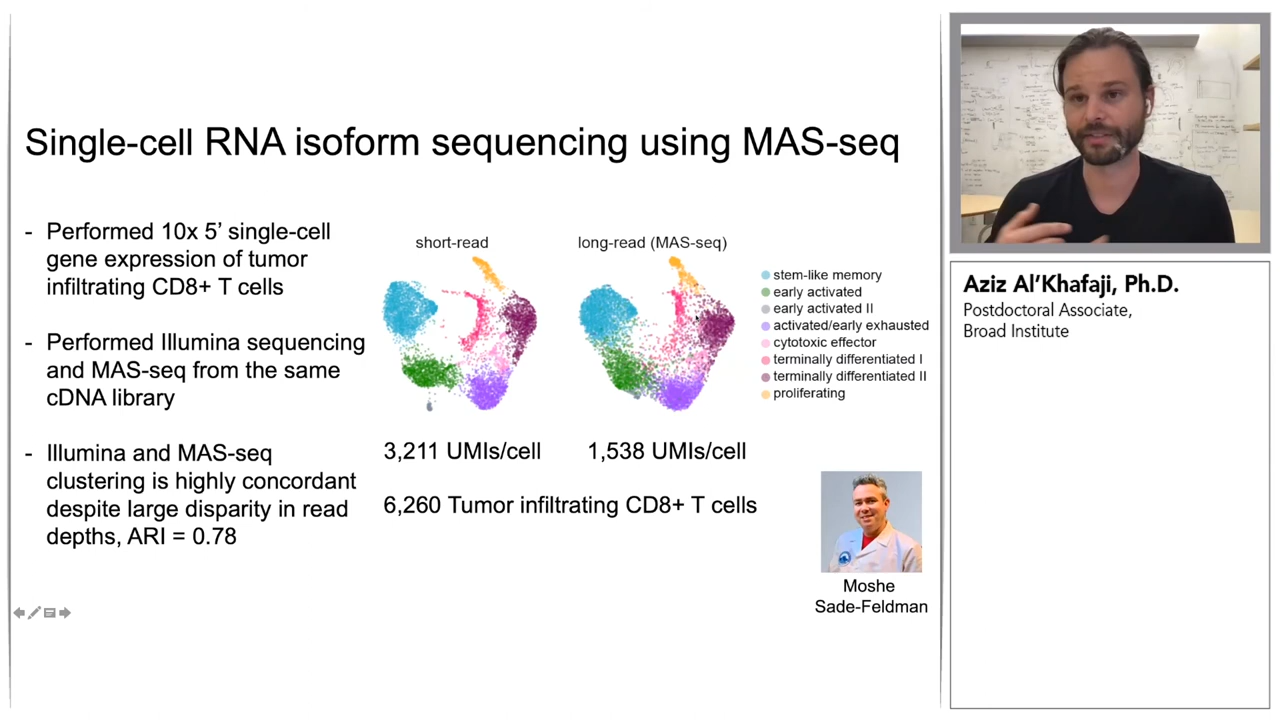 Single-cell RNA isoform sequencing using MAS-seq
- Performed 10x 5’ single-cell
gene expression of tumor
infiltrating CD8+ T cells
- Performed Illumina sequencing
and MAS-seq from the same
cDNA library
- Illumina and MAS-seq
clustering is highly concordant
despite large disparity in read
depths, ARI = 0.78
short-read
long-read (MAS-seq)
stem-like memory
early activated
early activated II
activated/early exhausted
cytotoxic effector
terminally differentiated I
terminally differentiated II
proliferating
3,211 UMIs/cell
1,538 UMIs/cell
6,260 Tumor infiltrating CD8+ T cells
Moshe
Sade-Feldman
Aziz Al’Khafaji, Ph.D.
Postdoctoral Associate,
Broad Institute